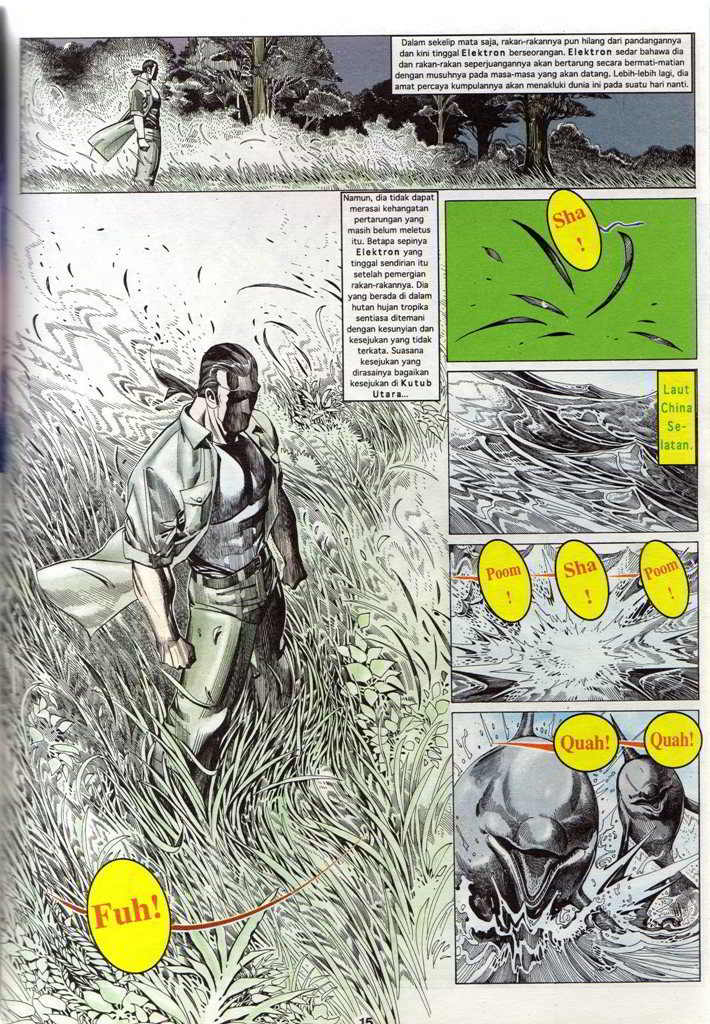 Dalam sekelip mata saja, rakan-rakannya pun hilang dari pandangannya
dan kini tinggal Elektron berseorangan. Elektron sedar bahawa dia
dan rakan-rakan seperjuangannya akan bertarung secara bermati-matian
dengan musuhnya pada masa-masa yang akan datang. Lebih-lebih lagi, dia
amat percaya kumpulannya akan menakluki dunia ini pada suatu hari nanti.
Namun, dia tidak dapat
merasai kehangatan
pertarungan yang
masih belum meletus
itu. Betapa sepinya
Elektron yang
tinggal sendirian itu
setelah pemergian
rakan-rakannya. Dia
yang berada di dalam
hutan hujan tropika
sentiasa ditemani
dengan kesunyian dan
kesejukan yang tidak
terkata. Suasana
kesejukan yang
dirasainya bagaikan
kesejukan di Kutub
Utara...
Sha
!
Laut
China
Se-
latan.
Poom
!
Sha
!
Poom
!
Quah!
Quah!
Fuh!
15